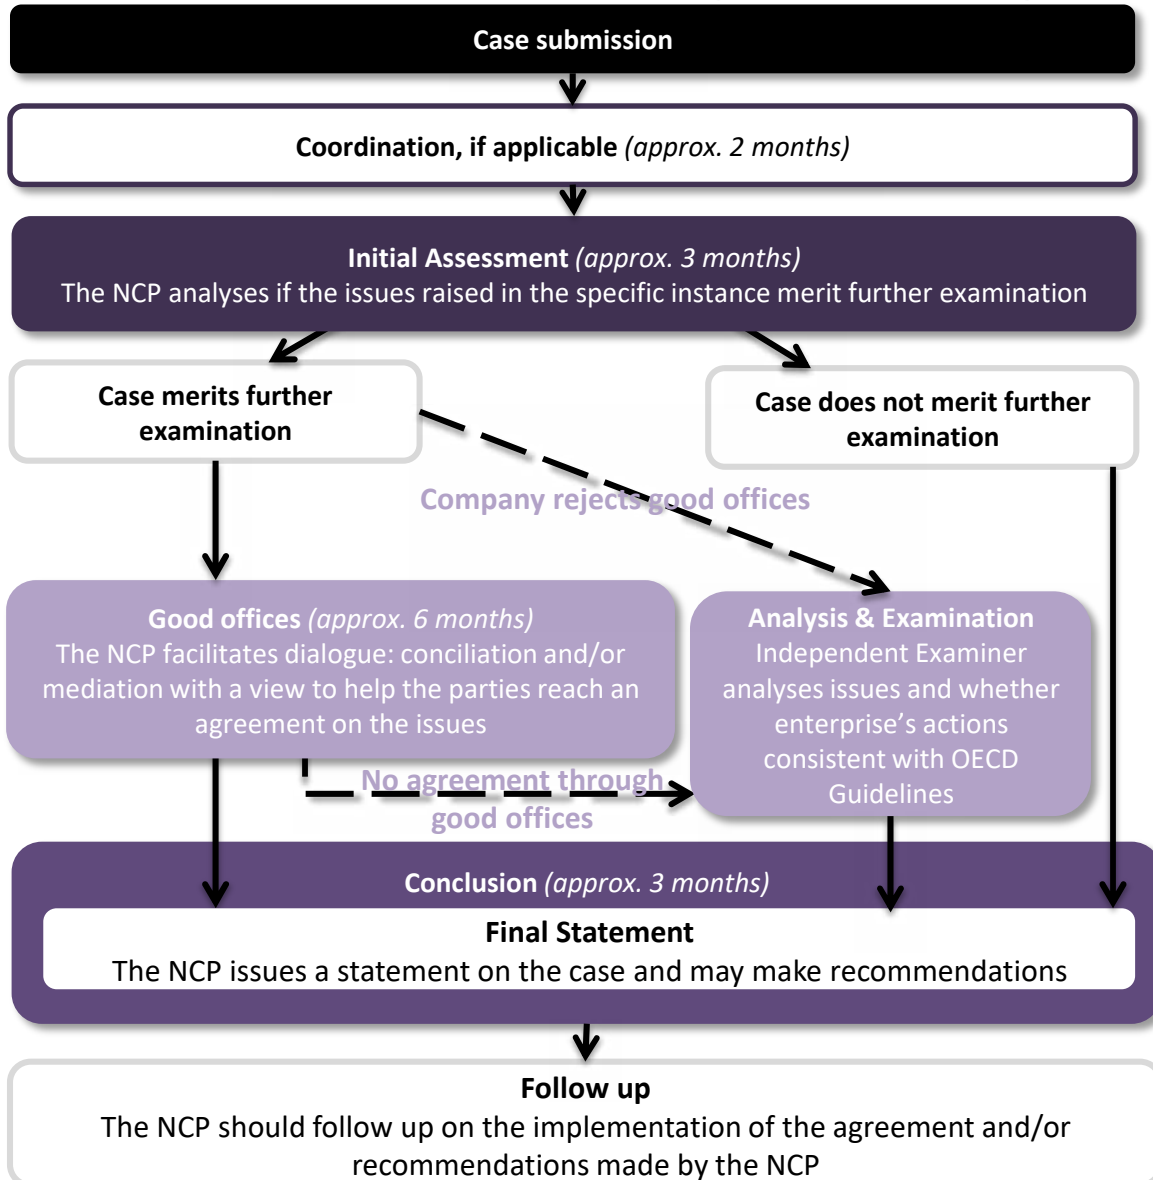 Case submission
Coordination, if applicable (approx. 2 months)
Initial Assessment (approx. 3 months)
The NCP analyses if the issues raised in the specific instance merit further examination
Case merits further
examination
Case does not merit further
examination
Company rejects good offices
Good offices (approx. 6 months)
The NCP facilitates dialogue: conciliation and/or
mediation with a view to help the parties reach an
agreement on the issues
Analysis & Examination
Independent Examiner
analyses issues and whether
enterprise’s actions
consistent with OECD
Guidelines
No agreement through
good offices
Conclusion (approx. 3 months)
Final Statement
The NCP issues a statement on the case and may make recommendations
Follow up
The NCP should follow up on the implementation of the agreement and/or
recommendations made by the NCP